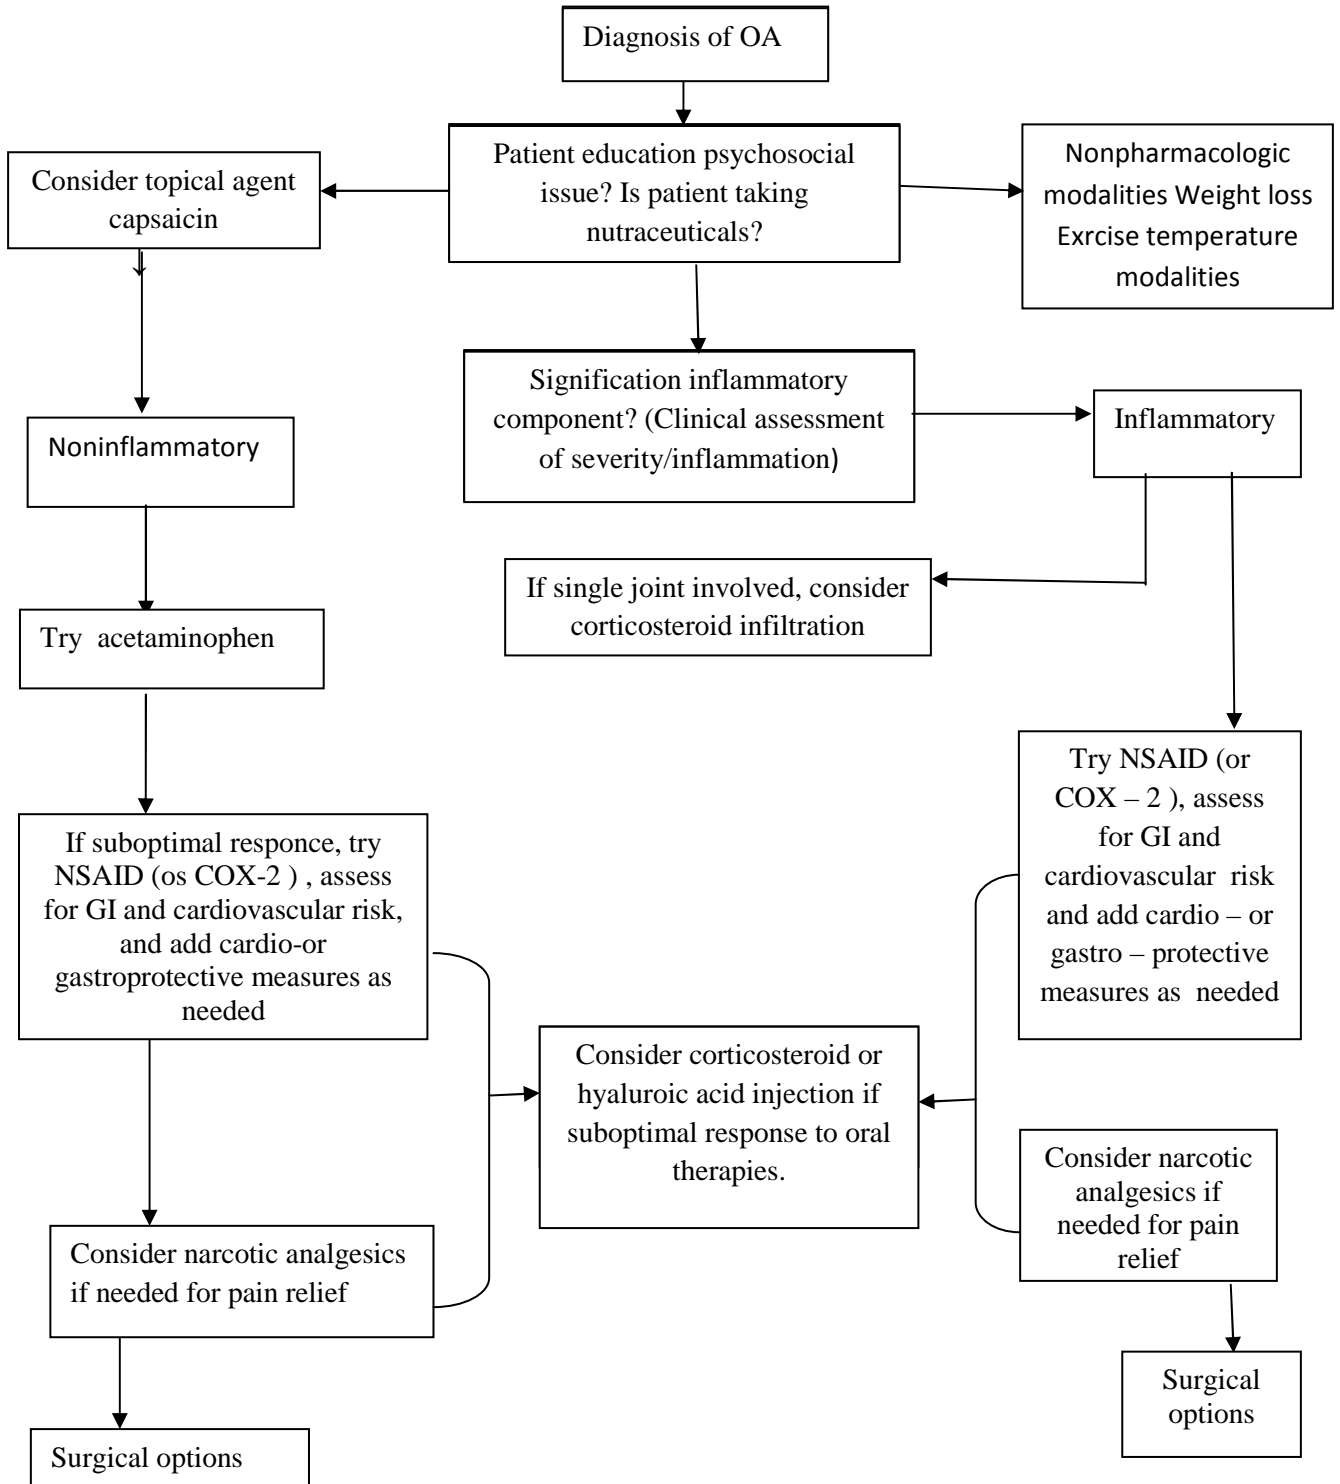 Diagnosis of OA
Patient education psychosocial
issue? Is patient taking
nutraceuticals?
Consider topical agent
capsaicin
Nonpharmacologic
modalities Weight loss
Exrcise temperature
modalities
Signification inflammatory
component? (Clinical assessment
of severity/inflammation)
Inflammatory
Noninflammatory
If single joint involved, consider
corticosteroid infiltration
Try acetaminophen
Try NSAID (or
COX – 2 ), assess
for GI and
cardiovascular risk
and add cardio – or
gastro – protective
measures as needed
If suboptimal responce, try
NSAID (os COX-2 ) , assess
for GI and cardiovascular risk,
and add cardio-or
gastroprotective measures as
needed
Consider corticosteroid or
hyaluroic acid injection if
suboptimal response to oral
therapies.
Consider narcotic
analgesics if
needed for pain
relief
Consider narcotic analgesics
if needed for pain relief
Surgical
options
Surgical options